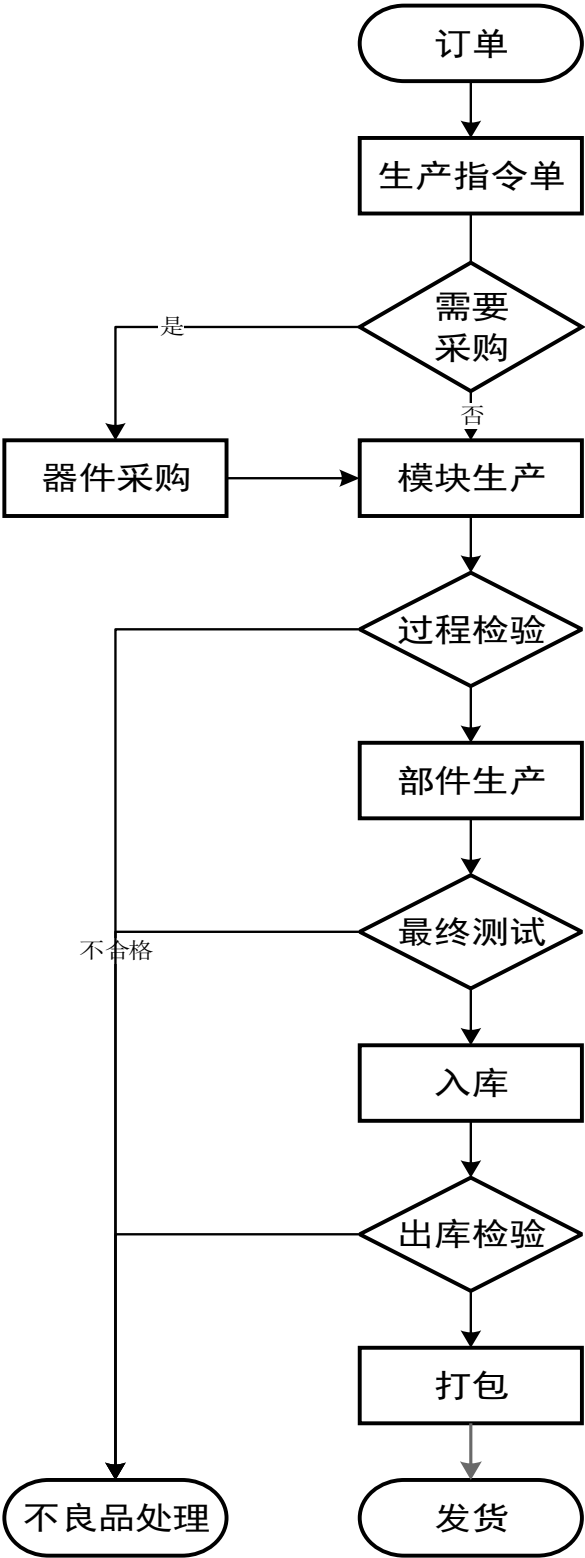 订单
生产指令单
需要
采购
是
否
器件采购
模块生产
过程检验
部件生产
最终测试
不合格
入库
出库检验
打包
不良品处理
发货